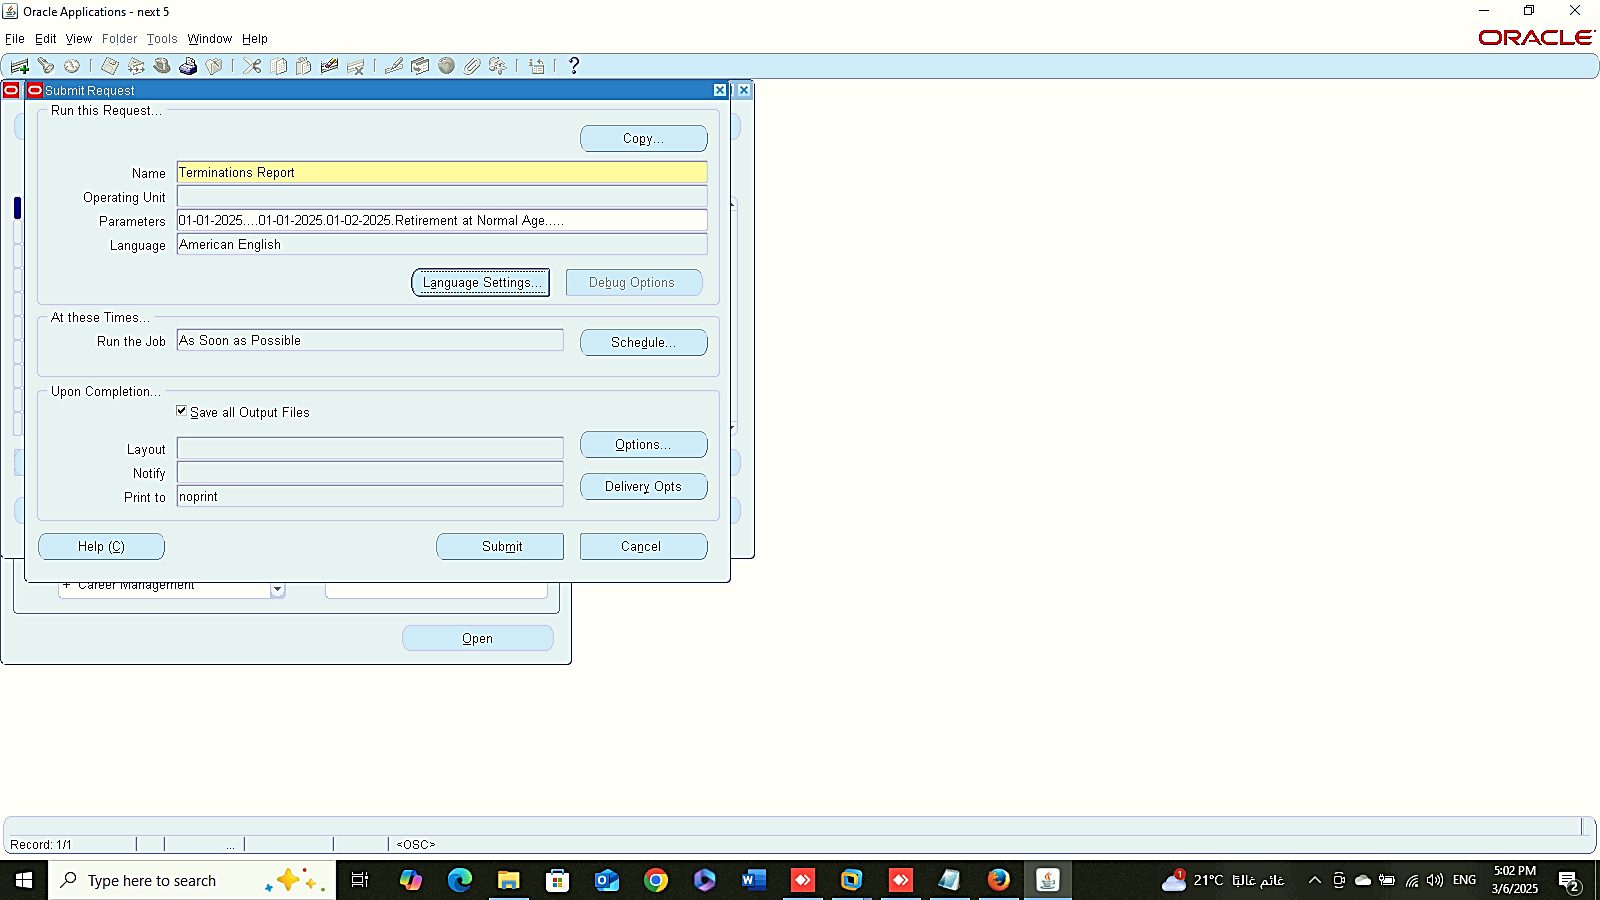 Oracle Applications - next 5
File Edit View Folder Tools Window Help
ORACLE
Submit Request
Run this Request...
Copy...
Name Terminations Report
Operating Unit
Parameters 01-01-2025....01-01-2025.01-02-2025.Retirement at Normal Age.....
Language American English
Language Settings... Debug Options
At these Times...
Run the Job As Soon as Possible Schedule...
Upon Completion...
Save all Output Files
Layout Options...
Notify
Print to noprint Delivery Opts
Help (C) Submit Cancel
+ Career Management
Open
Record: 1/1 ... <OSC>
Type here to search 1 21°C غائم غالبًا ENG 5:02 PM
3/6/2025 2